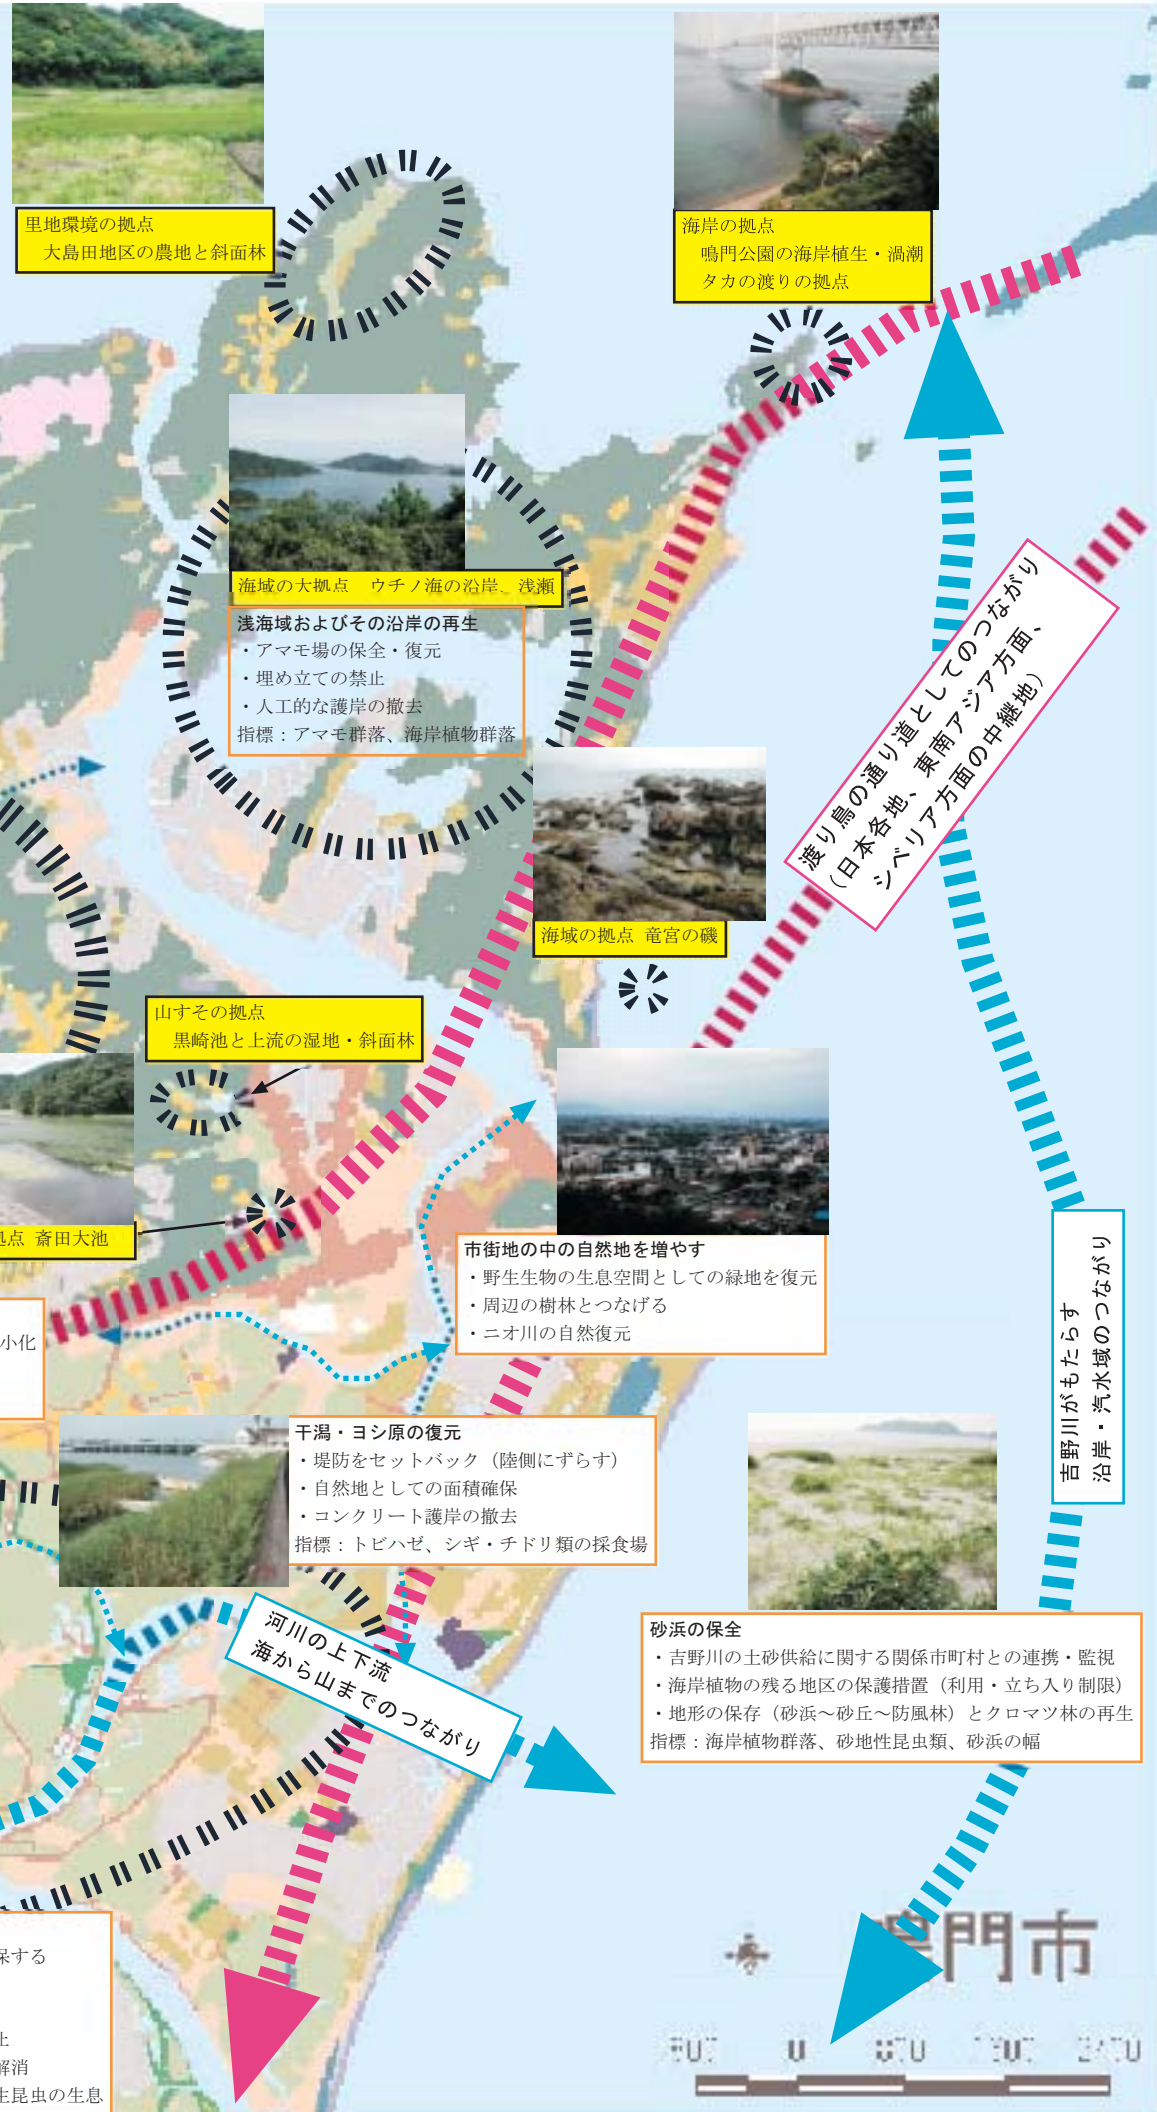 里地環境の拠点
大島田地区の農地と斜面林
海岸の拠点
鳴門公園の海岸植生・渦潮
タカの渡りの拠点
海域の大拠点 ウチノ海の沿岸、浅瀬
浅海域およびその沿岸の再生
・アマモ場の保全・復元
・埋め立ての禁止
・人工的な護岸の撤去
指標：アマモ群落、海岸植物群落
渡り鳥の通り道としてのつながり
（日本各地、東南アジア方面、
シベリア方面の中継地）
海域の拠点 竜宮の磯
山すその拠点
黒崎池と上流の湿地・斜面林
点 斎田大池
市街地の中の自然地を増やす
・野生生物の生息空間としての緑地を復元
・周辺の樹林とつなげる
・ニオ川の自然復元
小化
吉野川がもたらす
沿岸・汽水域のつながり
干潟・ヨシ原の復元
・堤防をセットバック（陸側にずらす）
・自然地としての面積確保
・コンクリート護岸の撤去
指標：トビハゼ、シギ・チドリ類の採食場
河川の上下流
海から山までのつながり
砂浜の保全
・吉野川の土砂供給に関する関係市町村との連携・監視
・海岸植物の残る地区の保護措置（利用・立ち入り制限）
・地形の保存（砂浜～砂丘～防風林）とクロマツ林の再生
指標：海岸植物群落、砂地性昆虫類、砂浜の幅
保する
止
解消
生昆虫の生息
門市
0